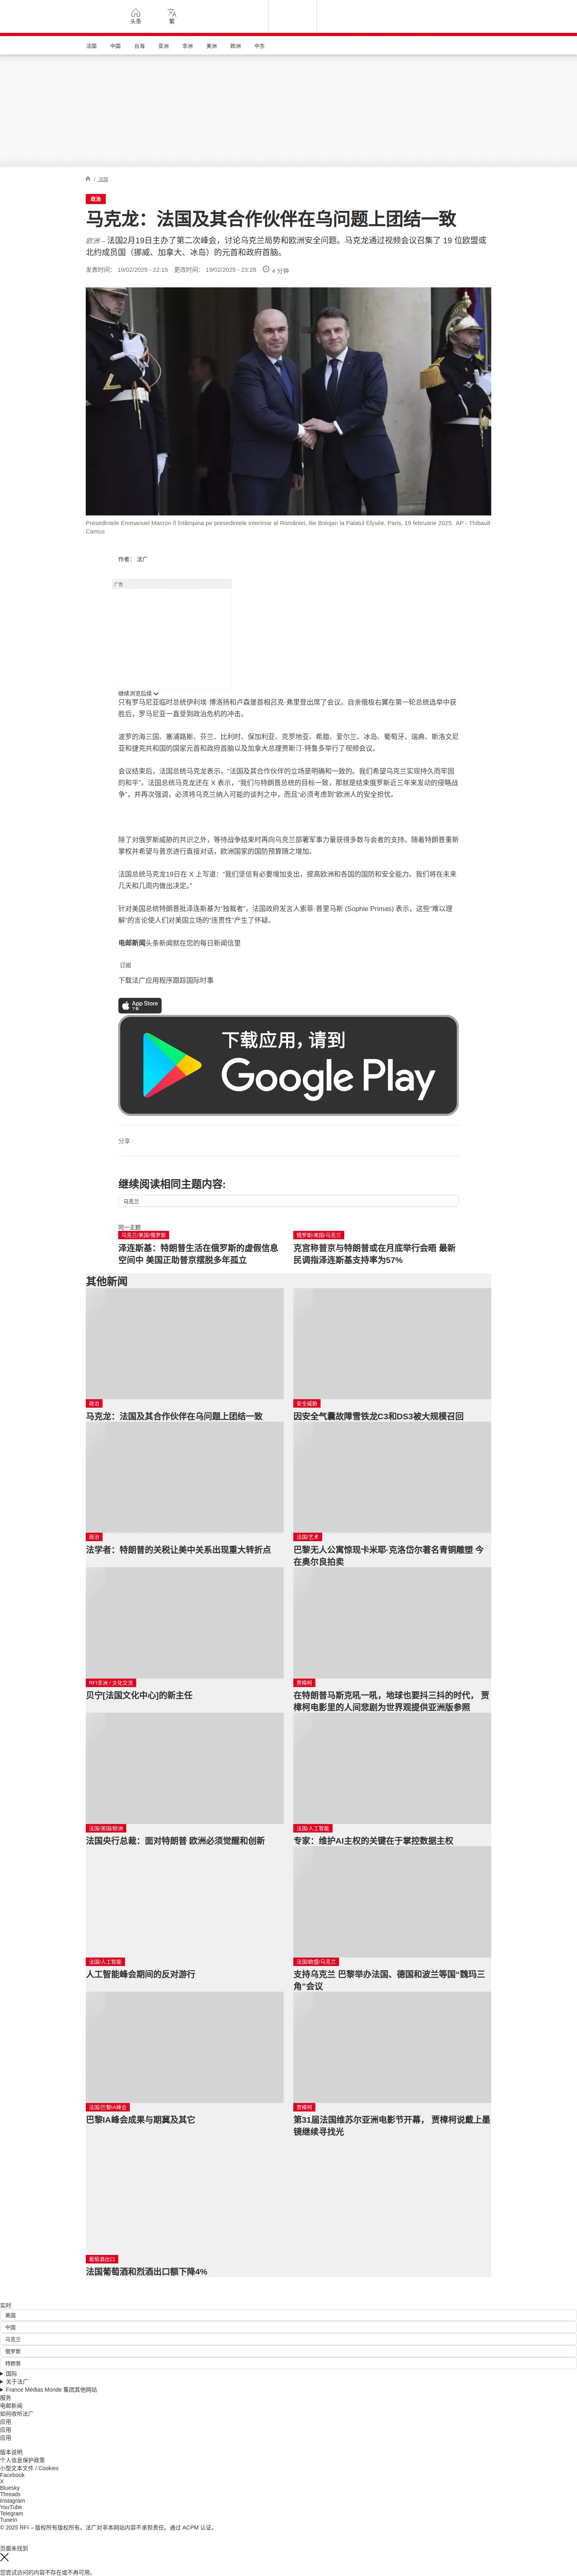 头条
繁
法国
中国
台海
亚洲
非洲
美洲
欧洲
中东
/ 法国
政治
马克龙：法国及其合作伙伴在乌问题上团结一致
欧洲 – 法国2月19日主办了第二次峰会，讨论乌克兰局势和欧洲安全问题。马克龙通过视频会议召集了 19 位欧盟或
北约成员国（挪威、加拿大、冰岛）的元首和政府首脑。
发表时间： 19/02/2025 - 22:15 更改时间： 19/02/2025 - 23:28 4 分钟
Președintele Emmanuel Macron îl întâmpina pe președintele interimar al României, Ilie Bolojan la Palatul Elysée, Paris, 19 februarie 2025. AP - Thibault
Camus
作者： 法广
广告
继续浏览后续
只有罗马尼亚临时总统伊利埃·博洛扬和卢森堡首相吕克·弗里登出席了会议。自亲俄极右翼在第一轮总统选举中获
胜后，罗马尼亚一直受到政治危机的冲击。
波罗的海三国、塞浦路斯、芬兰、比利时、保加利亚、克罗地亚、希腊、爱尔兰、冰岛、葡萄牙、瑞典、斯洛文尼
亚和捷克共和国的国家元首和政府首脑以及加拿大总理贾斯汀·特鲁多举行了视频会议。
会议结束后，法国总统马克龙表示，“法国及其合作伙伴的立场是明确和一致的。我们希望乌克兰实现持久而牢固
的和平”。法国总统马克龙还在 X 表示，“我们与特朗普总统的目标一致，那就是结束俄罗斯近三年来发动的侵略战
争”，并再次强调，必须将乌克兰纳入可能的谈判之中，而且“必须考虑到”欧洲人的安全担忧。
除了对俄罗斯威胁的共识之外，等待战争结束时再向乌克兰部署军事力量获得多数与会者的支持。随着特朗普重新
掌权并希望与普京进行直接对话，欧洲国家的国防预算随之增加。
法国总统马克龙19日在 X 上写道：“我们坚信有必要增加支出，提高欧洲和各国的国防和安全能力。我们将在未来
几天和几周内做出决定。”
针对美国总统特朗普批泽连斯基为“独裁者”，法国政府发言人索菲·普里马斯 (Sophie Primas) 表示，这些“难以理
解”的言论使人们对美国立场的“连贯性”产生了怀疑。
电邮新闻头条新闻就在您的每日新闻信里
订阅
下载法广应用程序跟踪国际时事
App Store
下载
下载应用，请到
Google Play
分享 :
继续阅读相同主题内容:
乌克兰
同一主题
乌克兰/美国/俄罗斯
泽连斯基：特朗普生活在俄罗斯的虚假信息
空间中 美国正助普京摆脱多年孤立
俄罗斯/美国/乌克兰
克宫称普京与特朗普或在月底举行会晤 最新
民调指泽连斯基支持率为57%
其他新闻
政治
马克龙：法国及其合作伙伴在乌问题上团结一致
安全威胁
因安全气囊故障雪铁龙C3和DS3被大规模召回
政治
法学者：特朗普的关税让美中关系出现重大转折点
法国/艺术
巴黎无人公寓惊现卡米耶·克洛岱尔著名青铜雕塑 今
在奥尔良拍卖
RFI非洲 / 文化交流
贝宁[法国文化中心]的新主任
贾樟柯
在特朗普马斯克吼一吼，地球也要抖三抖的时代， 贾
樟柯电影里的人间悲剧为世界观提供亚洲版参照
法国/美国/欧洲
法国央行总裁：面对特朗普 欧洲必须觉醒和创新
法国/人工智能
专家：维护AI主权的关键在于掌控数据主权
法国/人工智能
人工智能峰会期间的反对游行
法国/欧盟/乌克兰
支持乌克兰 巴黎举办法国、德国和波兰等国“魏玛三
角”会议
法国/巴黎IA峰会
巴黎IA峰会成果与期冀及其它
贾樟柯
第31届法国维苏尔亚洲电影节开幕， 贾樟柯说戴上墨
镜继续寻找光
葡萄酒出口
法国葡萄酒和烈酒出口额下降4%
实时
美国
中国
乌克兰
俄罗斯
特朗普
国际
关于法广
France Médias Monde 集团其他网站
服务
电邮新闻
如何收听法广
应用
应用
应用
版本说明
个人信息保护政策
小型文本文件 / Cookies
Facebook
X
Bluesky
Threads
Instagram
YouTube
Telegram
TuneIn
© 2025 RFI – 版权所有版权所有。法广对非本网站内容不承担责任。通过 ACPM 认证。
页面未找到
您尝试访问的内容不存在或不再可用。